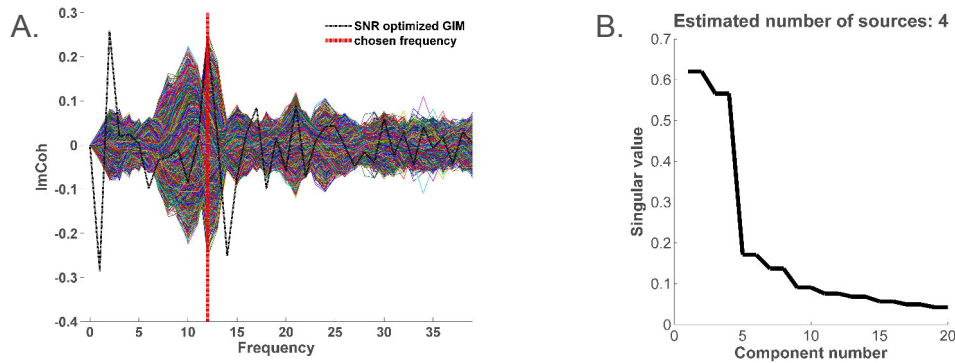 A.
SNR optimized GIM
chosen frequency
0.3
0.2
0.1
0
-0.1
-0.2
-0.3
-0.4
ImCoh
0 5 10 15 20 25 30 35
Frequency
B.
Estimated number of sources: 4
0.7
0.6
0.5
0.4
0.3
0.2
0.1
0
Singular value
0 5 10 15 20
Component number